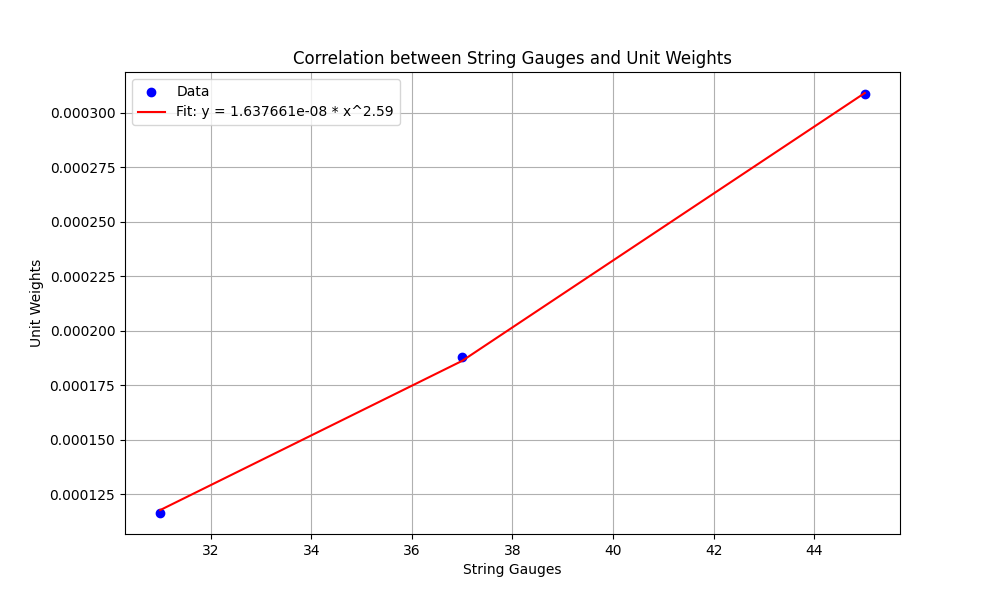 Correlation between String Gauges and Unit Weights
Data
Fit: y = 1.637661e-08 * x^2.59
0.000300
0.000275
0.000250
0.000225
0.000200
0.000175
0.000150
0.000125
Unit Weights
32 34 36 38 40 42 44
String Gauges